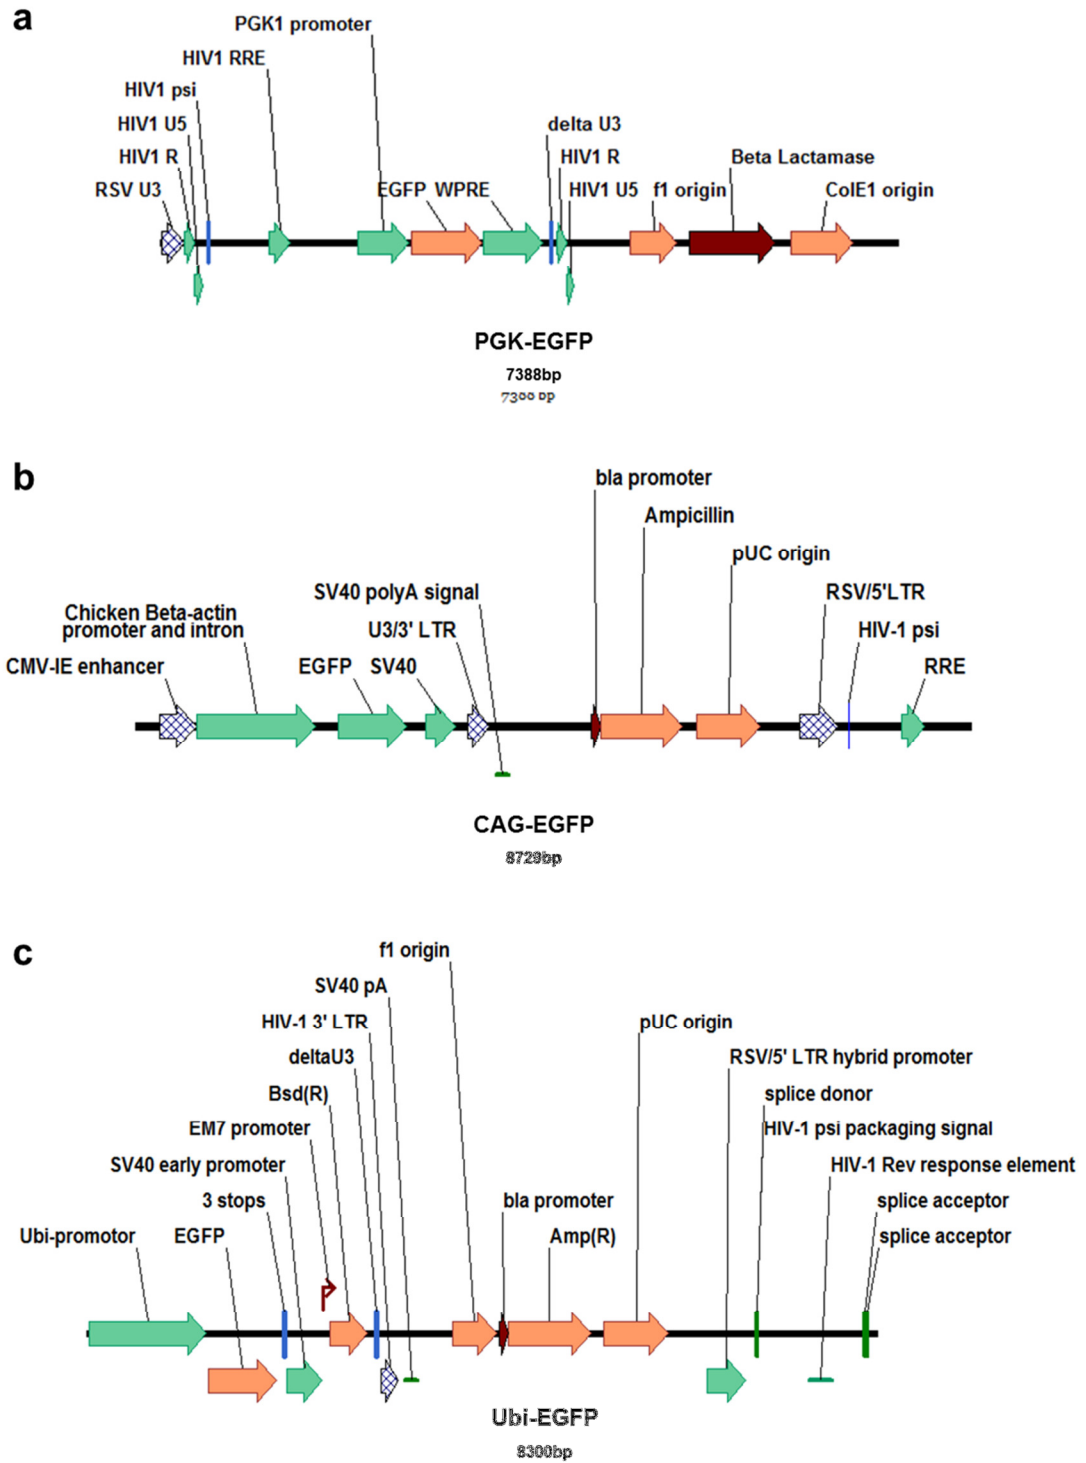 a
PGK1 promoter
HIV1 RRE
HIV1 psi
HIV1 U5
delta U3
HIV1 R
HIV1 R
Beta Lactamase
RSV U3
EGFP WPRE
HIV1 U5
f1 origin
ColE1 origin
PGK-EGFP
7388bp
7300 bp
b
bla promoter
Ampicillin
pUC origin
SV40 polyA signal
RSV/5'LTR
Chicken Beta-actin
promoter and intron
U3/3' LTR
HIV-1 psi
CMV-IE enhancer
EGFP
SV40
RRE
CAG-EGFP
8729bp
c
f1 origin
SV40 pA
HIV-1 3' LTR
pUC origin
deltaU3
RSV/5' LTR hybrid promoter
Bsd(R)
splice donor
EM7 promoter
HIV-1 psi packaging signal
SV40 early promoter
HIV-1 Rev response element
3 stops
bla promoter
splice acceptor
Ubi-promotor
EGFP
Amp(R)
splice acceptor
Ubi-EGFP
8300bp